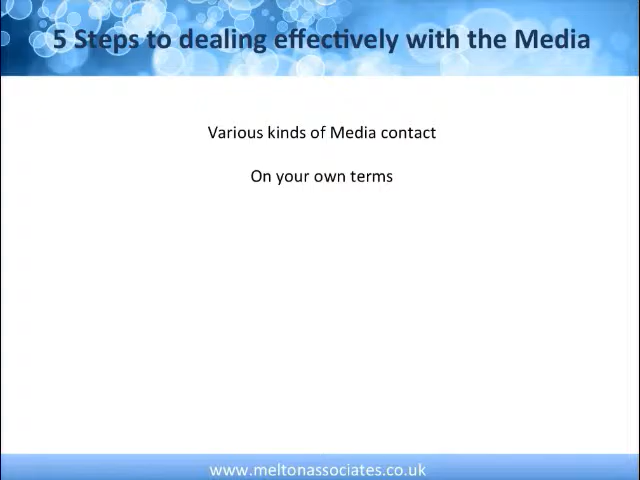 5 Steps to dealing effectively with the Media
Various kinds of Media contact
On your own terms
www.meltonassociates.co.uk